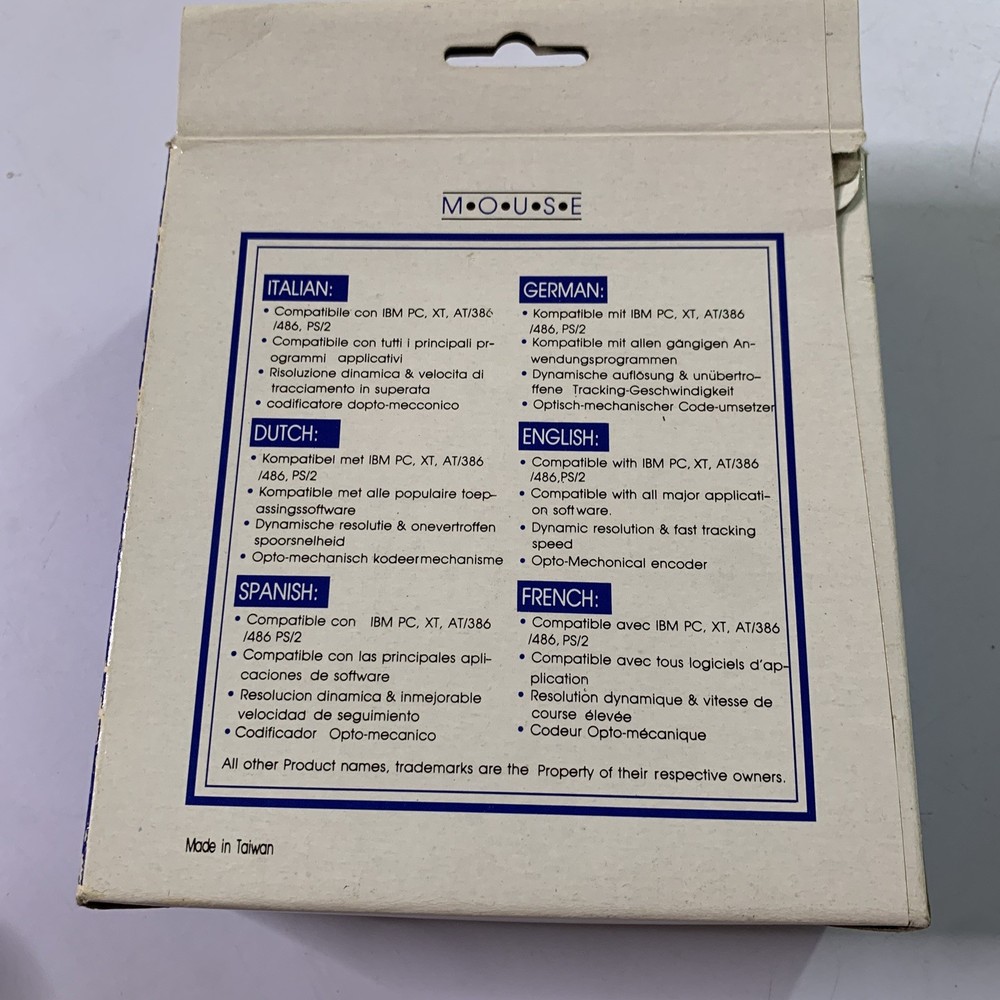 M•O•U•S•E
ITALIAN:
• Compatibile con IBM PC, XT, AT/386
/486, PS/2
• Compatibile con tutti i principali pr-
ogrammi applicativi
• Risoluzione dinamica & velocita di
tracciamento in superata
• codificatore dopto-mecconico
DUTCH:
• Kompatibel met IBM PC, XT, AT/386
/486, PS/2
• Kompatible met alle populaire toep-
assingssoftware
• Dynamische resolutie & onevertroffen
spoorsnelheid
• Opto-mechanisch kodeermechanisme
SPANISH:
• Compatible con IBM PC, XT, AT/386
/486 PS/2
• Compatible con las principales apli-
caciones de software
• Resolucion dinamica & inmejorable
velocidad de seguimiento
• Codificador Opto-mecanico
GERMAN:
• Kompatible mit IBM PC, XT, AT/386
/486, PS/2
• Kompatible mit allen gängigen An-
wendungsprogrammen
• Dynamische auflösung & unübertro-
ffene Tracking-Geschwindigkeit
• Optisch-mechanischer Code-umsetzer
ENGLISH:
• Compatible with IBM PC, XT, AT/386
/486,PS/2
• Compatible with all major applicati-
on software.
• Dynamic resolution & fast tracking
speed
• Opto-Mechonical encoder
FRENCH:
• Compatible avec IBM PC, XT, AT/386
/486, PS/2
• Compatible avec tous logiciels d'ap-
plication
• Resolution dynamique & vitesse de
course élevée
• Codeur Opto-mécanique
All other Product names, trademarks are the Property of their respective owners.
Made in Taiwan